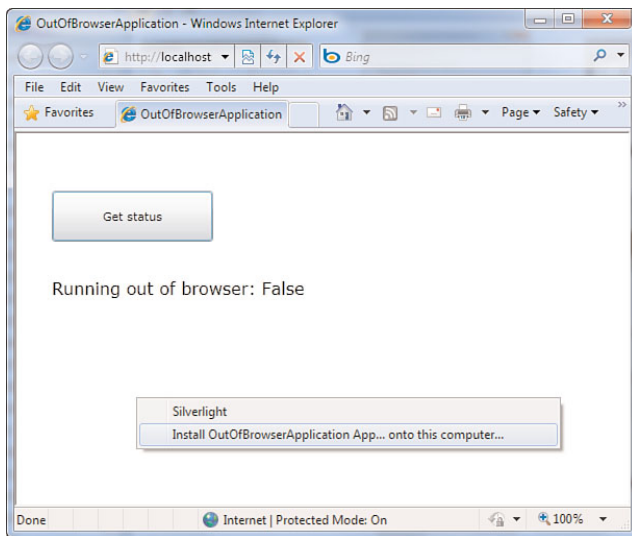 OutOfBrowserApplication - Windows Internet Explorer
http://localhost Bing
File Edit View Favorites Tools Help
Favorites OutOfBrowserApplication Page Safety »
Get status
Running out of browser: False
Silverlight
Install OutOfBrowserApplication App... onto this computer...
Done Internet | Protected Mode: On 100%